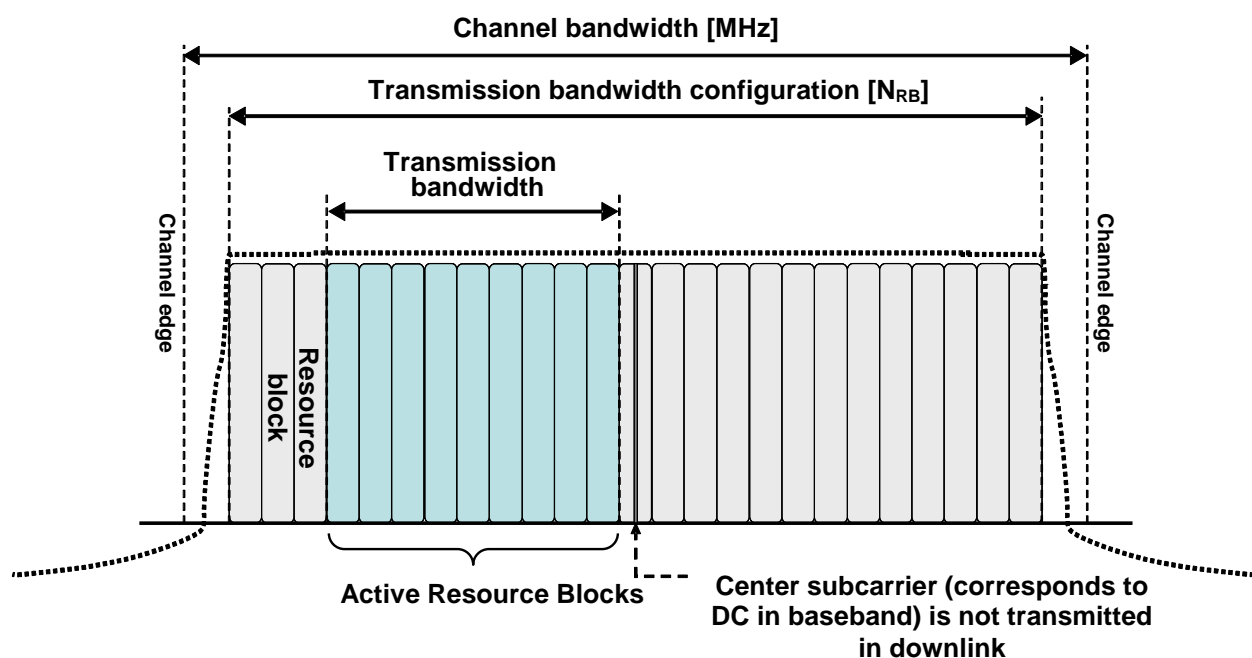 Channel bandwidth [MHz]
Transmission bandwidth configuration [NRB]
Transmission
bandwidth
Channel edge
Channel edge
Resource
block
Active Resource Blocks
Center subcarrier (corresponds to
DC in baseband) is not transmitted
in downlink